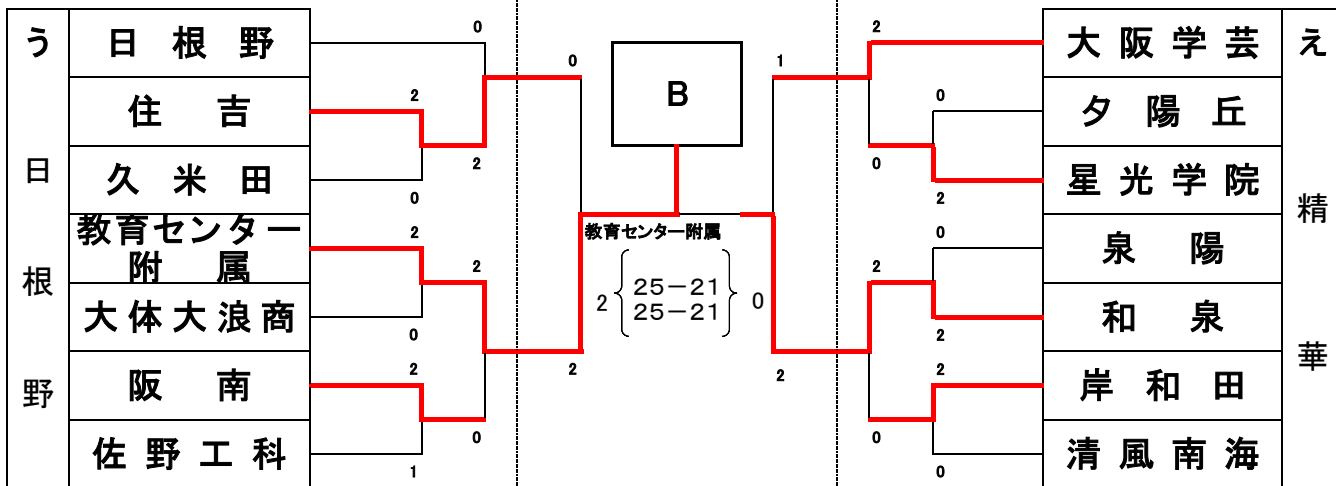 う
日
根
野
日根野
住吉
久米田
教育センター
附属
大体大浪商
阪南
佐野工科
0
2
2
0
2
2
0
2
0
1
0
2
B
教育センター附属
2 { 25－21 } 0
25－21
1
2
2
0
0
2
0
2
2
2
0
0
大阪学芸
夕陽丘
星光学院
泉陽
和泉
岸和田
清風南海
え
精
華